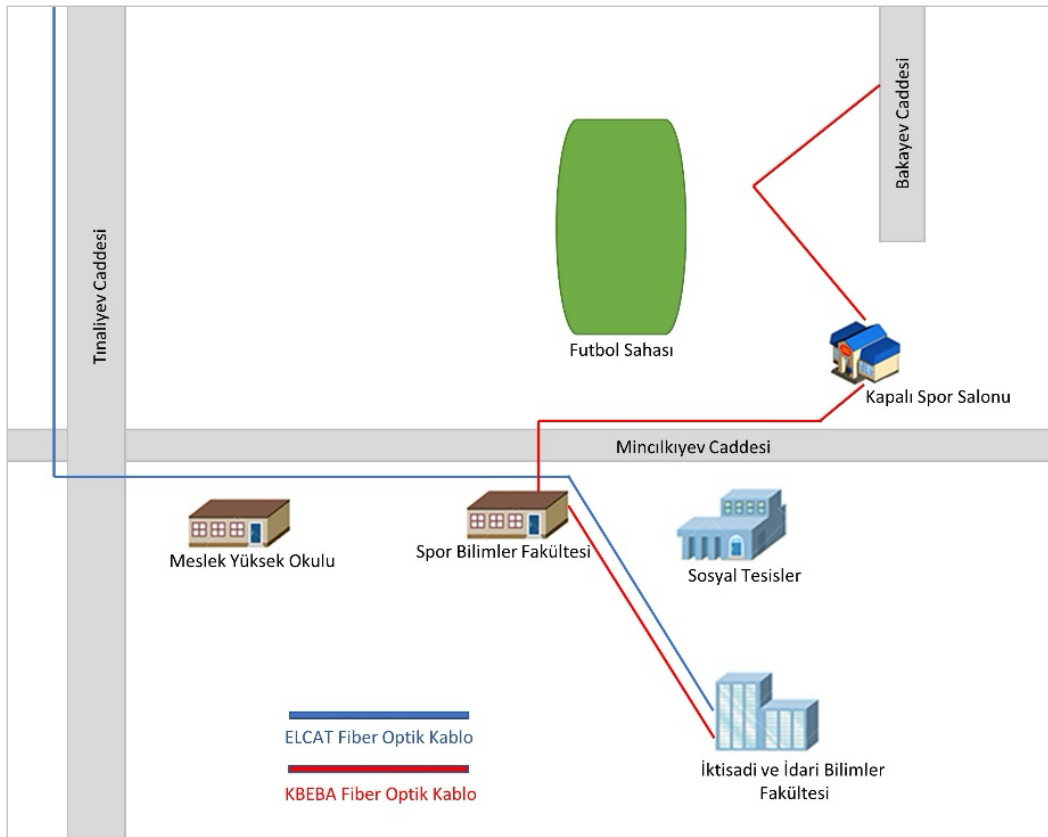 Bakayev Caddesi
Tınaliyev Caddesi
Futbol Sahası
Kapalı Spor Salonu
Mincılkıyev Caddesi
Meslek Yüksek Okulu
Spor Bilimler Fakültesi
Sosyal Tesisler
ELCAT Fiber Optik Kablo
KBEBA Fiber Optik Kablo
İktisadi ve İdari Bilimler
Fakültesi